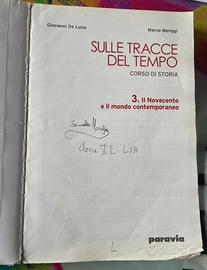 Giovanni De Luna Marco Meriggi
SULLE TRACCE
DEL TEMPO
CORSO DI STORIA
3. Il Novecento
e il mondo contemporaneo
V E LSA
L
paravia